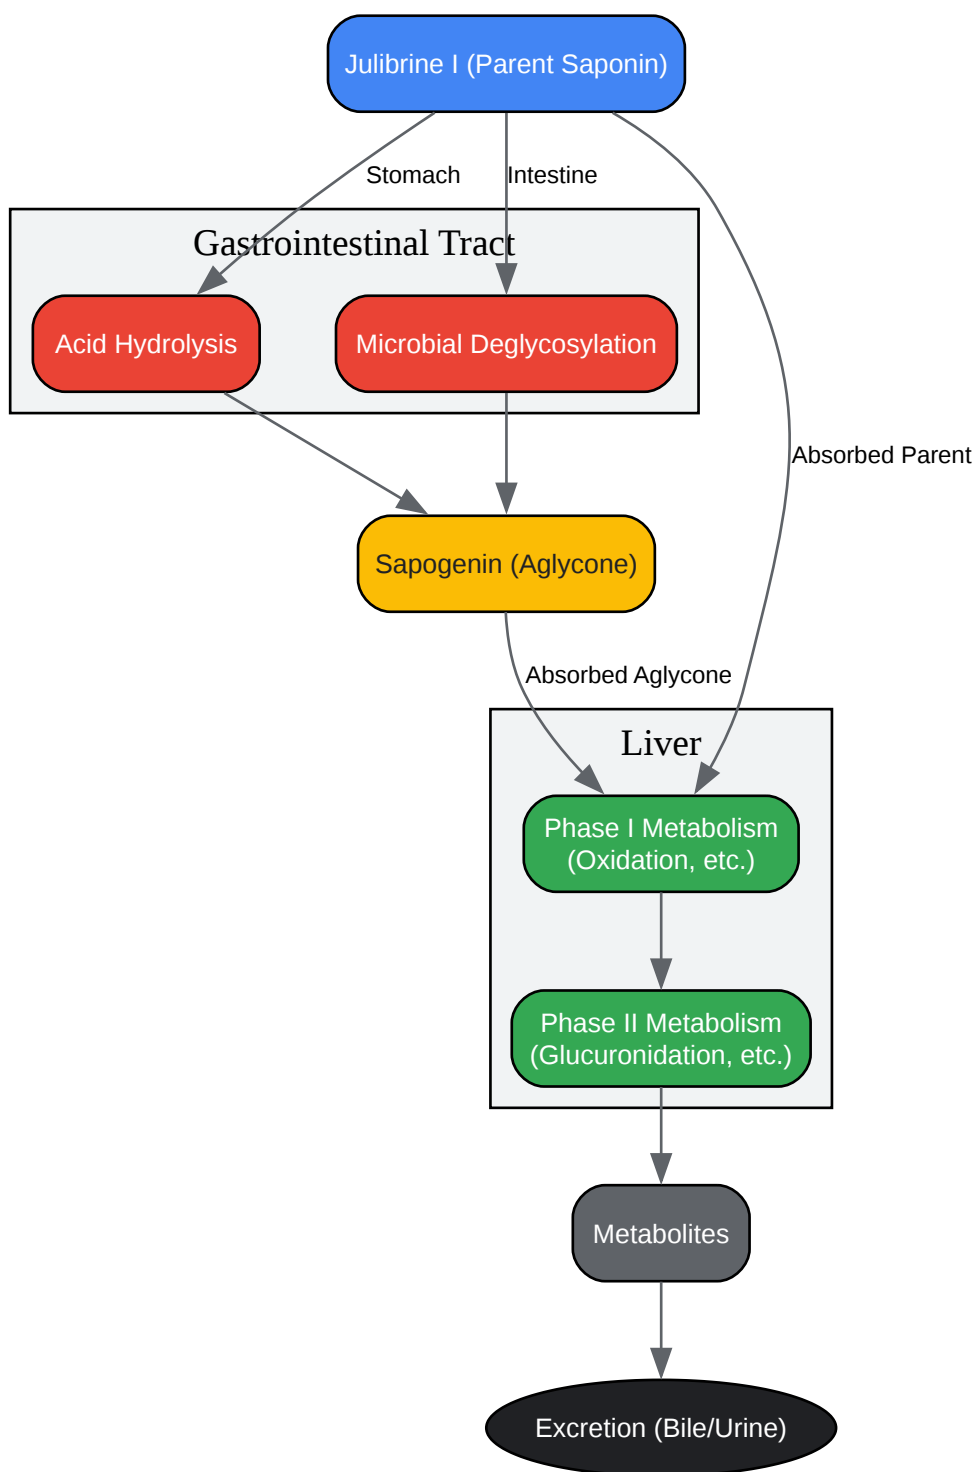 Julibrine I (Parent Saponin)
Stomach
Intestine
Gastrointestinal Tract
Acid Hydrolysis
Microbial Deglycosylation
Absorbed Parent
Sapogenin (Aglycone)
Absorbed Aglycone
Liver
Phase I Metabolism
(Oxidation, etc.)
Phase II Metabolism
(Glucuronidation, etc.)
Metabolites
Excretion (Bile/Urine)